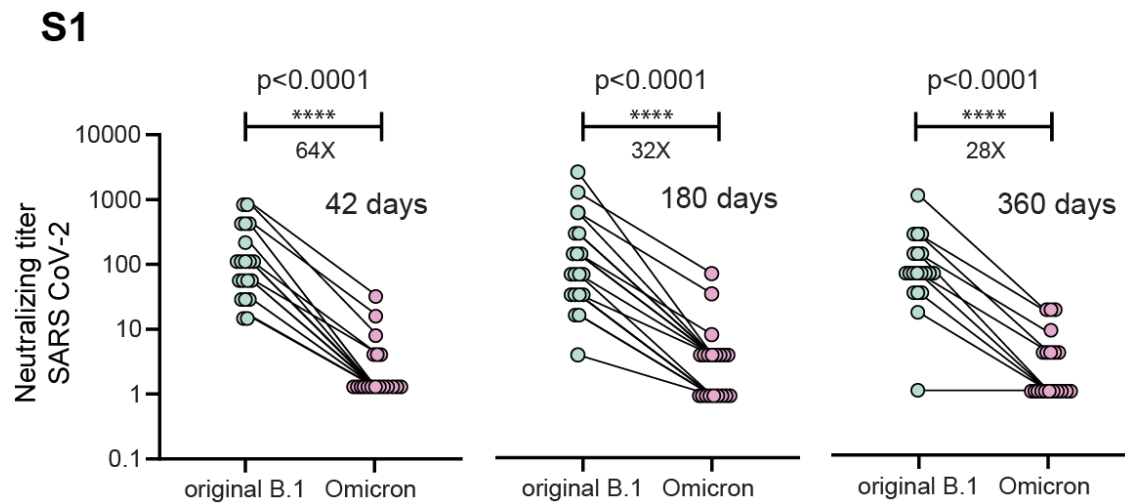 S1
p<0.0001
****
64X
42 days
p<0.0001
****
32X
180 days
p<0.0001
****
28X
360 days
Neutralizing titer
SARS CoV-2
10000
1000
100
10
1
0.1
original B.1 Omicron
original B.1 Omicron
original B.1 Omicron